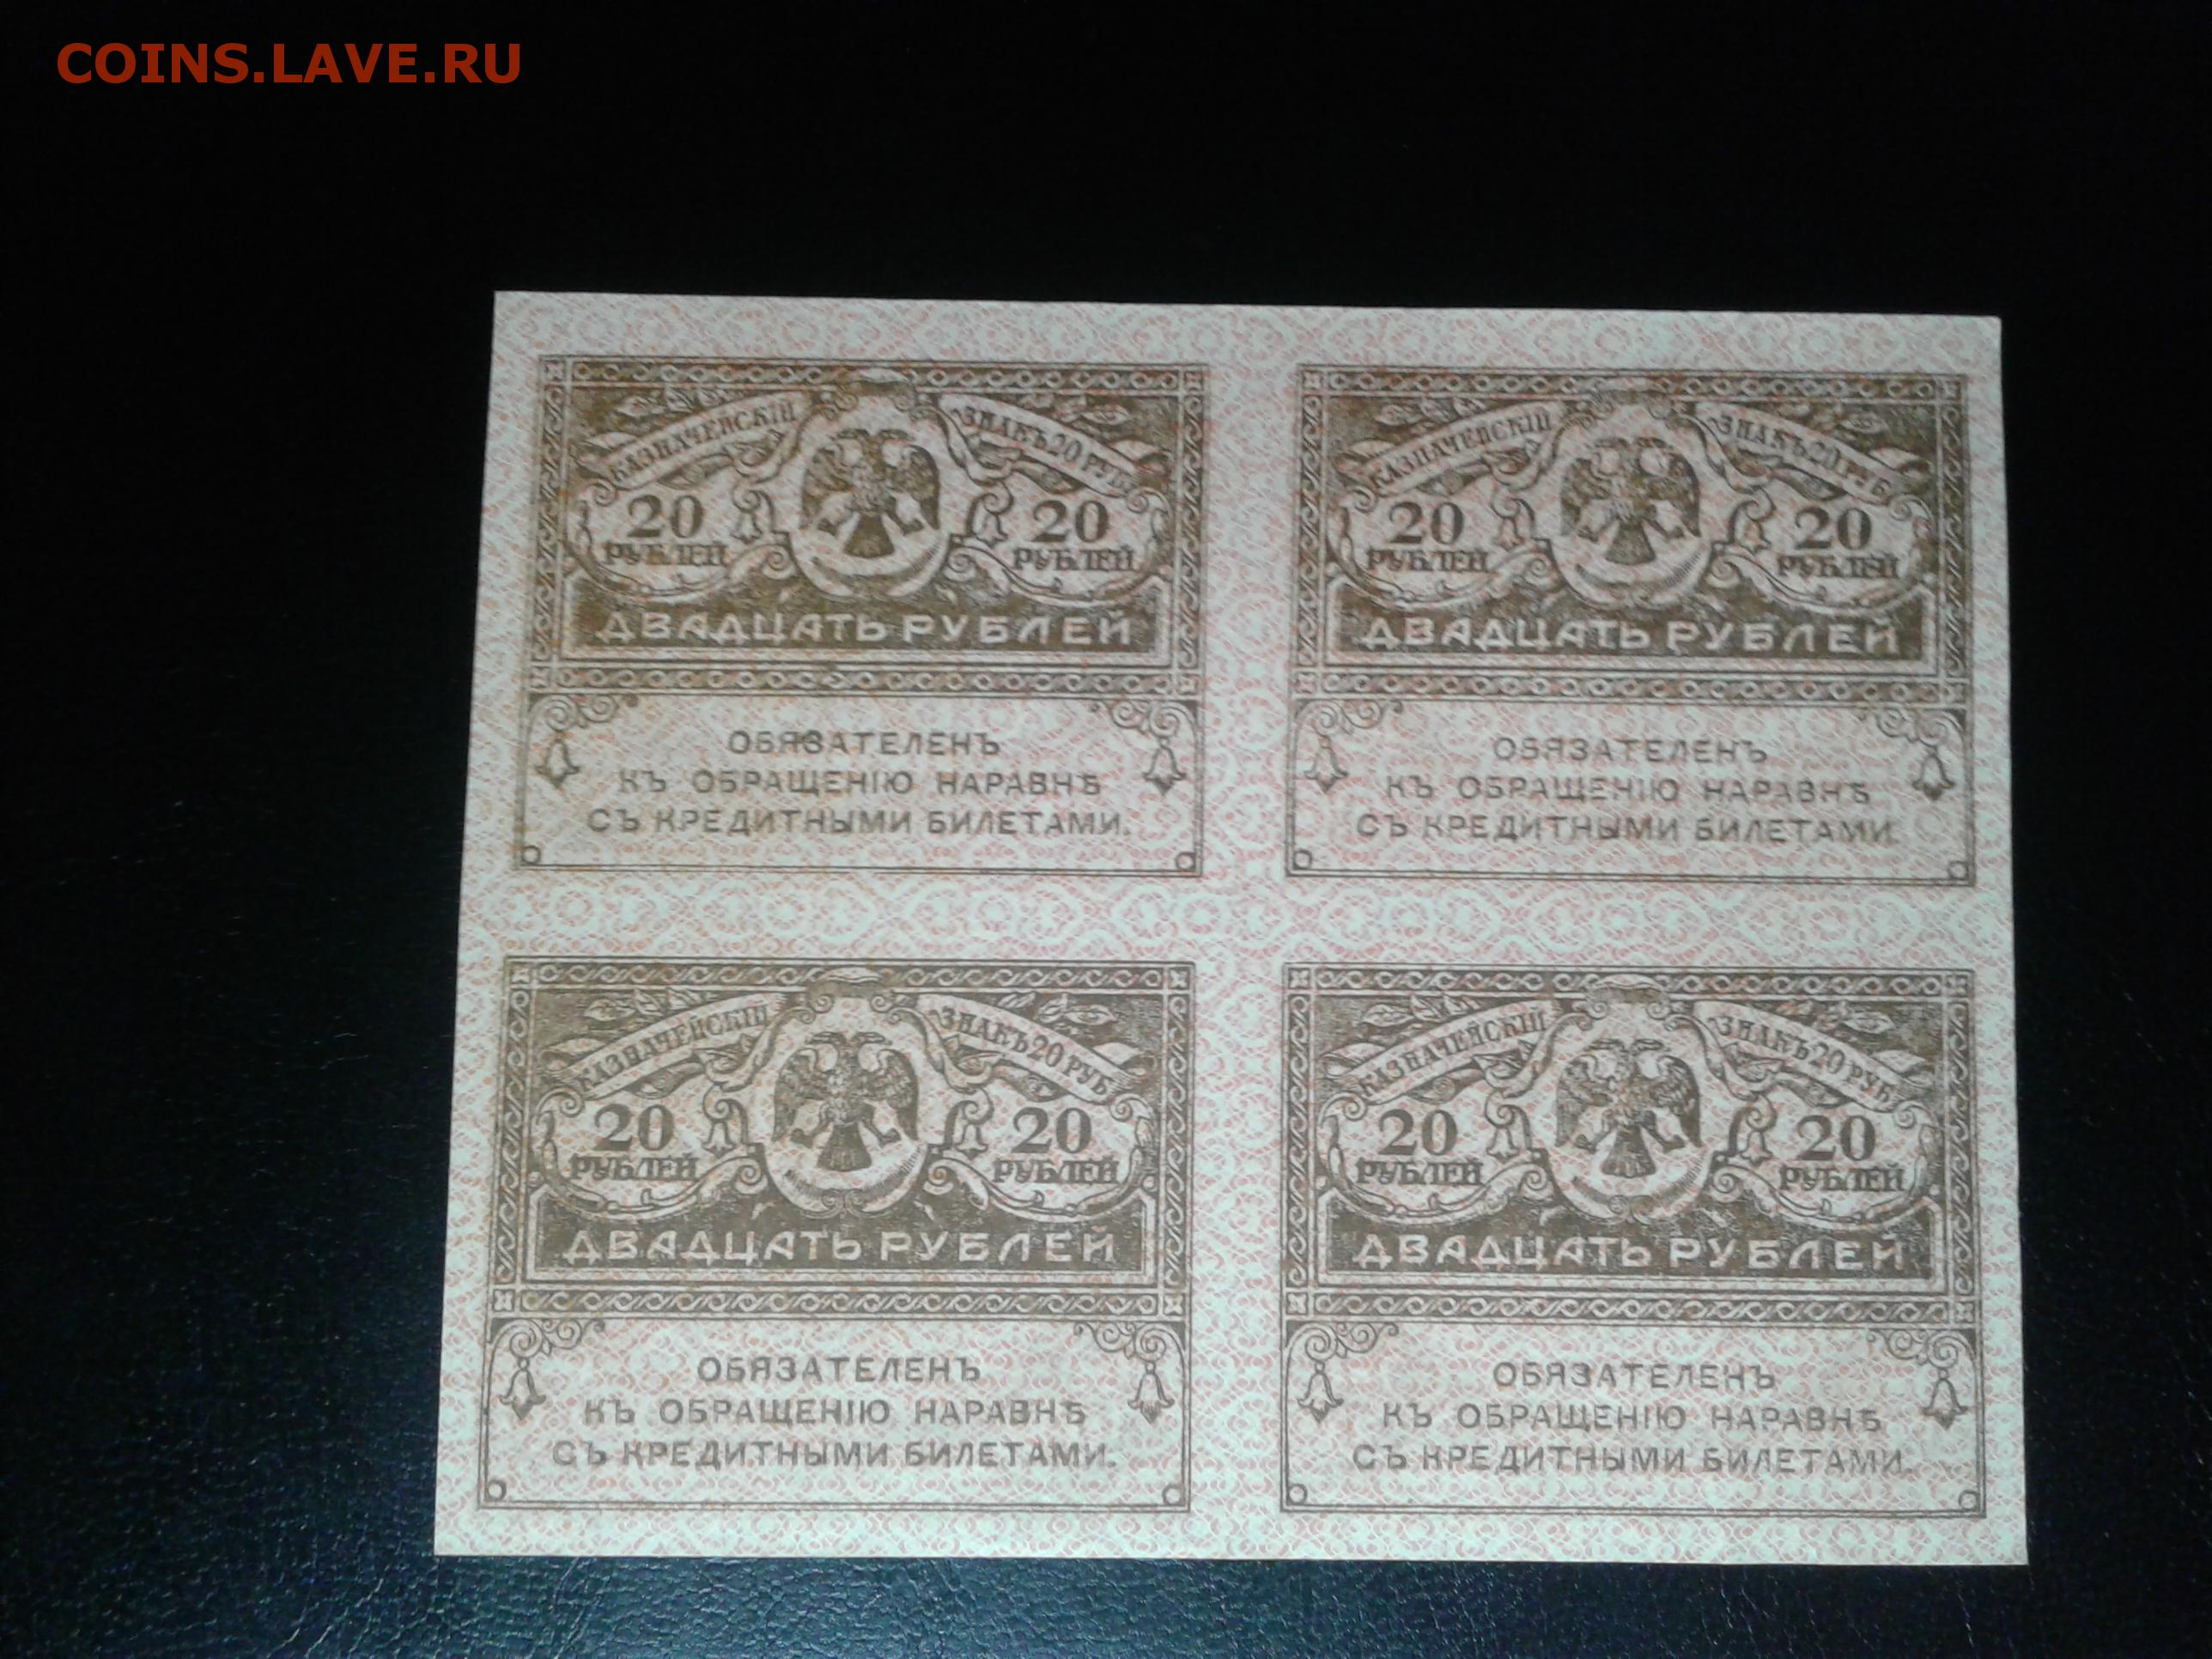 COINS.LAVE.RU
КАЗНАЧЕЙСКІЙ ЗНАКЪ 20 РУБ
20 20
РУБЛЕЙ РУБЛЕЙ
ДВАДЦАТЬ РУБЛЕЙ
ОБЯЗАТЕЛЕНЪ
КЪ ОБРАЩЕНІЮ НАРАВНѢ
СЪ КРЕДИТНЫМИ БИЛЕТАМИ.
КАЗНАЧЕЙСКІЙ ЗНАКЪ 20 РУБ
20 20
РУБЛЕЙ РУБЛЕЙ
ДВАДЦАТЬ РУБЛЕЙ
ОБЯЗАТЕЛЕНЪ
КЪ ОБРАЩЕНІЮ НАРАВНѢ
СЪ КРЕДИТНЫМИ БИЛЕТАМИ.
КАЗНАЧЕЙСКІЙ ЗНАКЪ 20 РУБ
20 20
РУБЛЕЙ РУБЛЕЙ
ДВАДЦАТЬ РУБЛЕЙ
ОБЯЗАТЕЛЕНЪ
КЪ ОБРАЩЕНІЮ НАРАВНѢ
СЪ КРЕДИТНЫМИ БИЛЕТАМИ.
КАЗНАЧЕЙСКІЙ ЗНАКЪ 20 РУБ
20 20
РУБЛЕЙ РУБЛЕЙ
ДВАДЦАТЬ РУБЛЕЙ
ОБЯЗАТЕЛЕНЪ
КЪ ОБРАЩЕНІЮ НАРАВНѢ
СЪ КРЕДИТНЫМИ БИЛЕТАМИ.